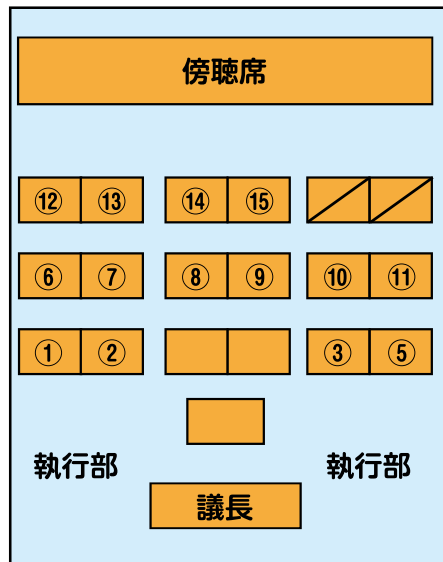 傍聴席
⑫ ⑬ ⑭ ⑮
⑥ ⑦ ⑧ ⑨ ⑩ ⑪
① ② ③ ⑤
執行部 執行部
議長